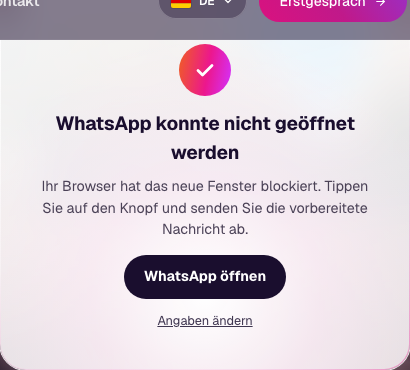 DE
Erstgespräch →
WhatsApp konnte nicht geöffnet
werden
Ihr Browser hat das neue Fenster blockiert. Tippen
Sie auf den Knopf und senden Sie die vorbereitete
Nachricht ab.
WhatsApp öffnen
Angaben ändern